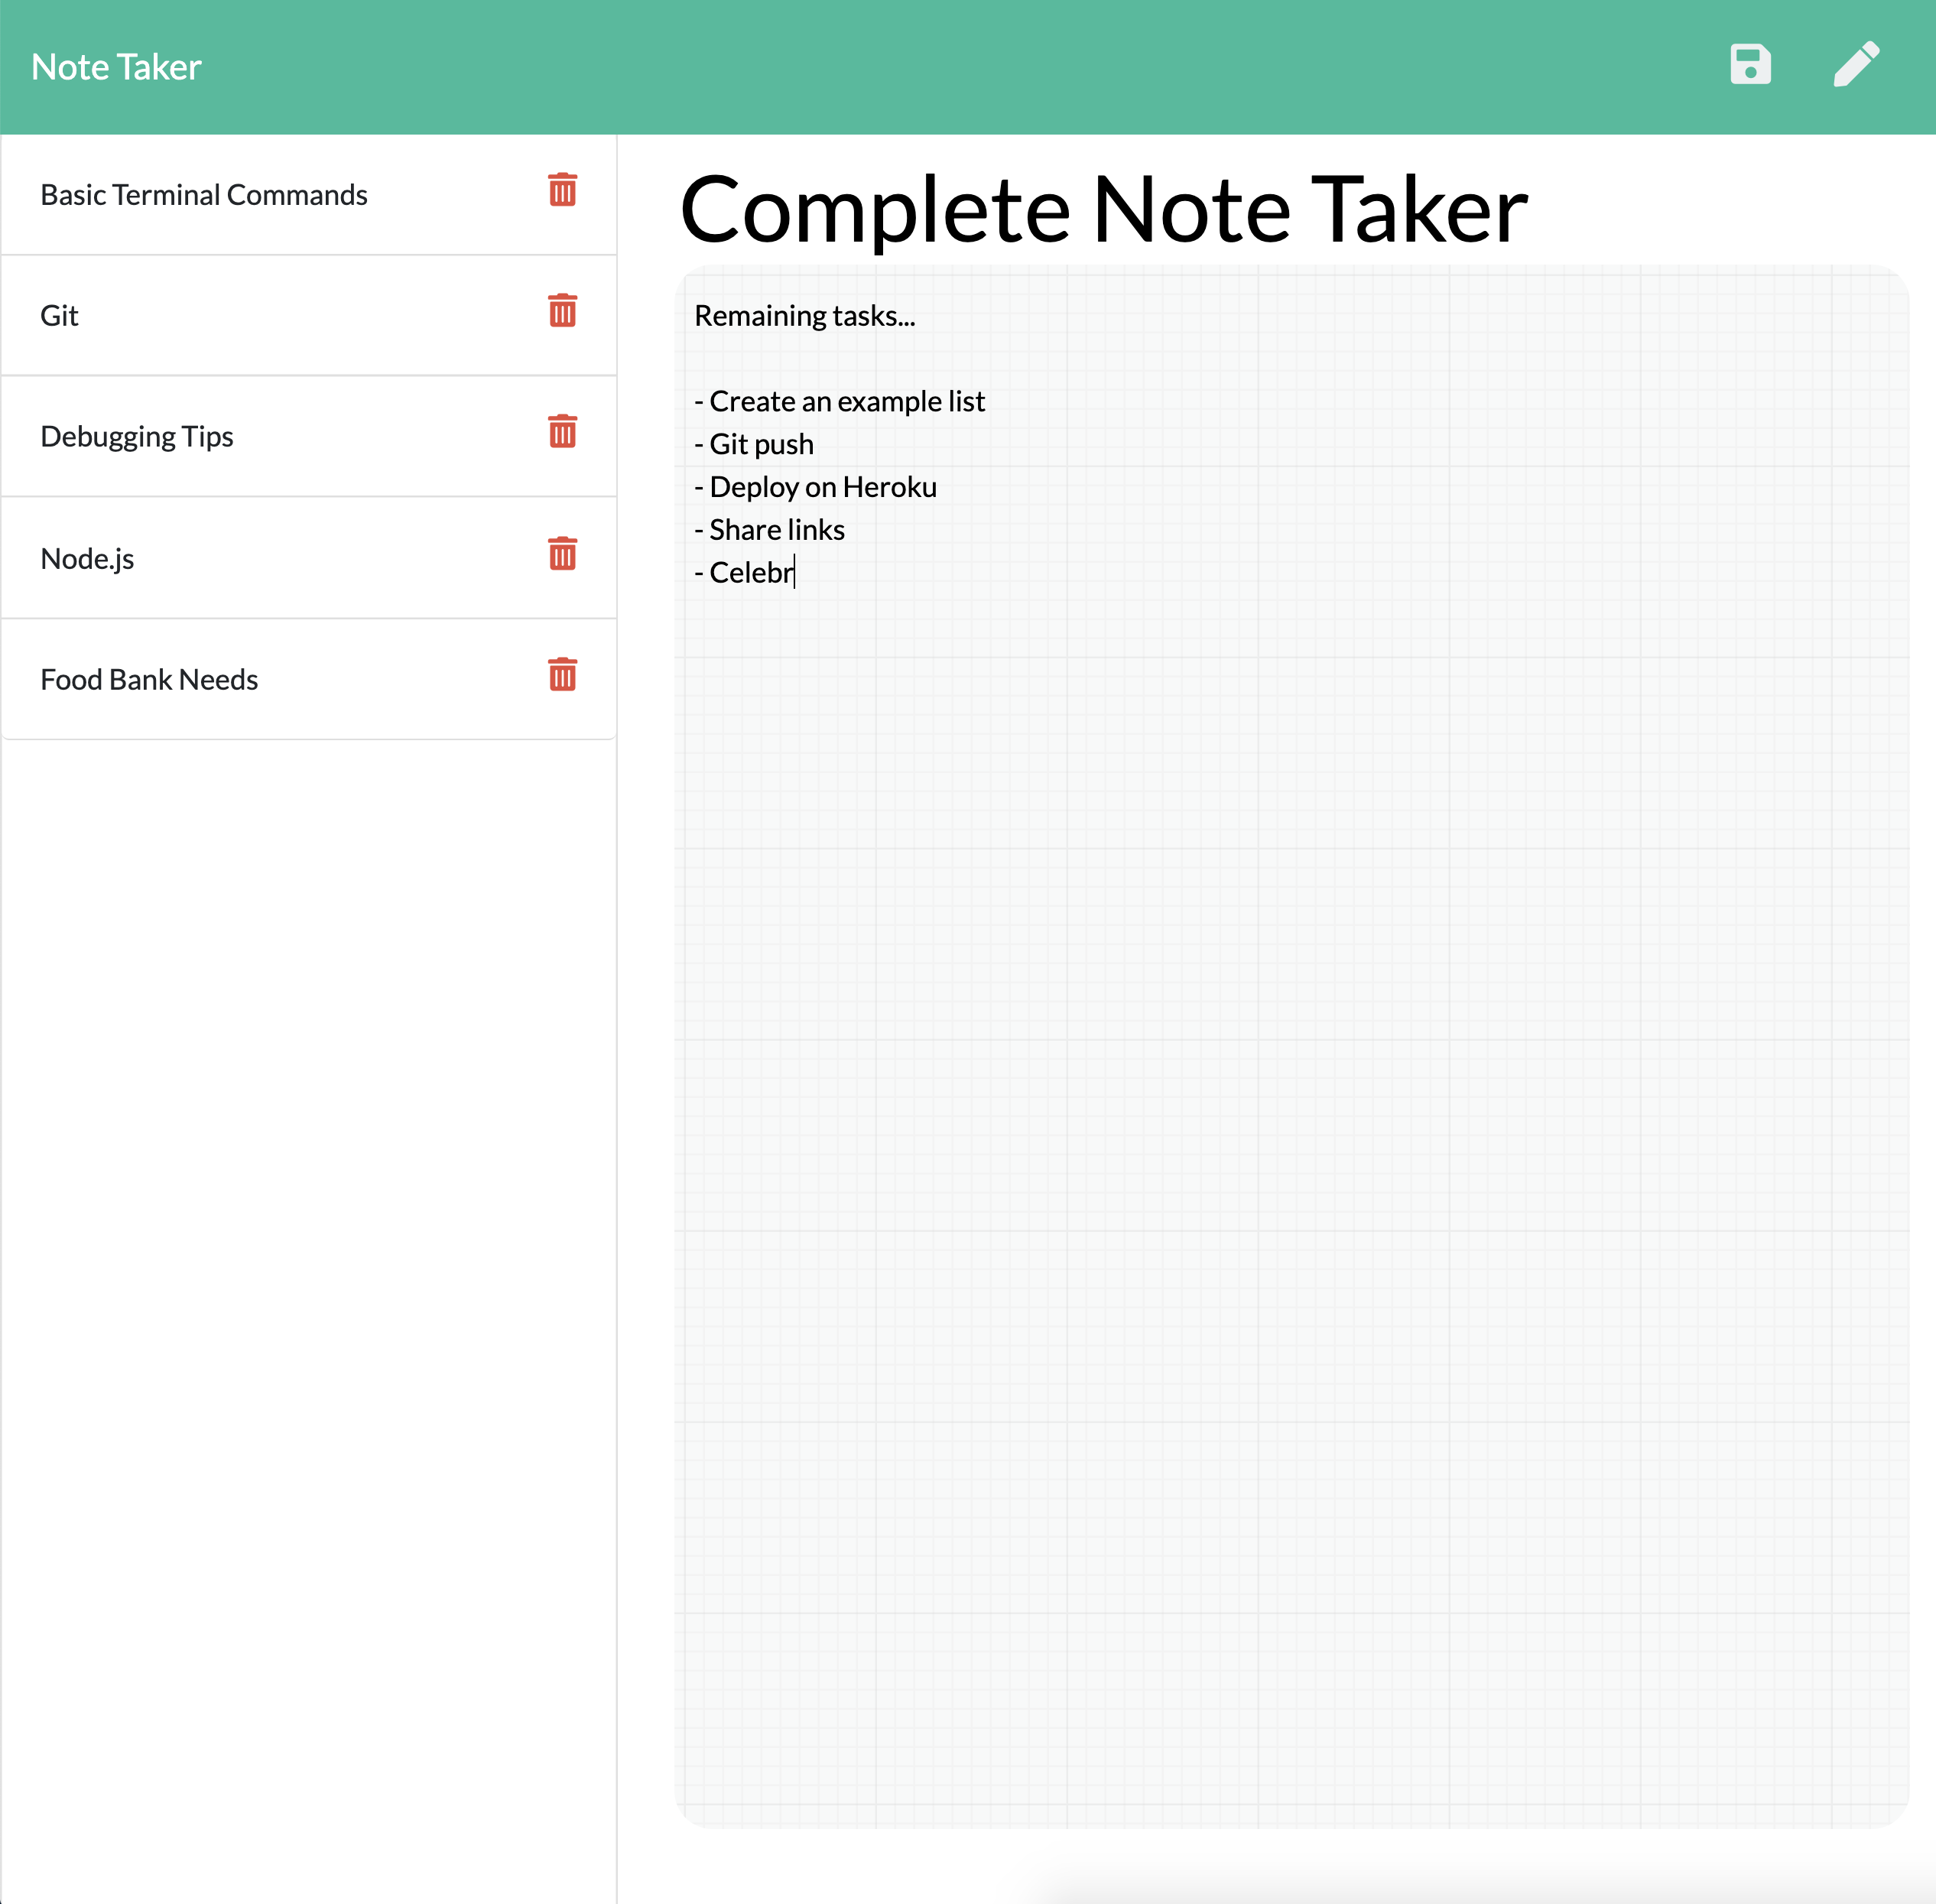 Note Taker
Basic Terminal Commands
Git
Debugging Tips
Node.js
Food Bank Needs
Complete Note Taker
Remaining tasks...
- Create an example list
- Git push
- Deploy on Heroku
- Share links
- Celebr